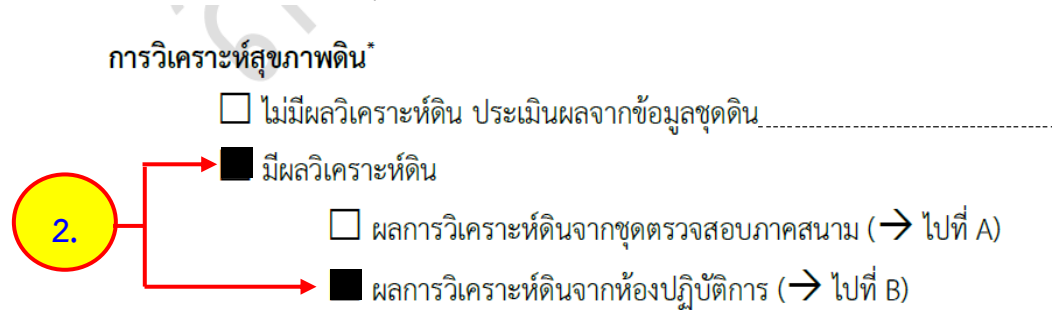 การวิเคราะห์สุขภาพดิน*
☐ ไม่มีผลวิเคราะห์ดิน ประเมินผลจากข้อมูลชุดดิน
■ มีผลวิเคราะห์ดิน
2.
☐ ผลการวิเคราะห์ดินจากชุดตรวจสอบภาคสนาม (→ ไปที่ A)
■ ผลการวิเคราะห์ดินจากห้องปฏิบัติการ (→ ไปที่ B)